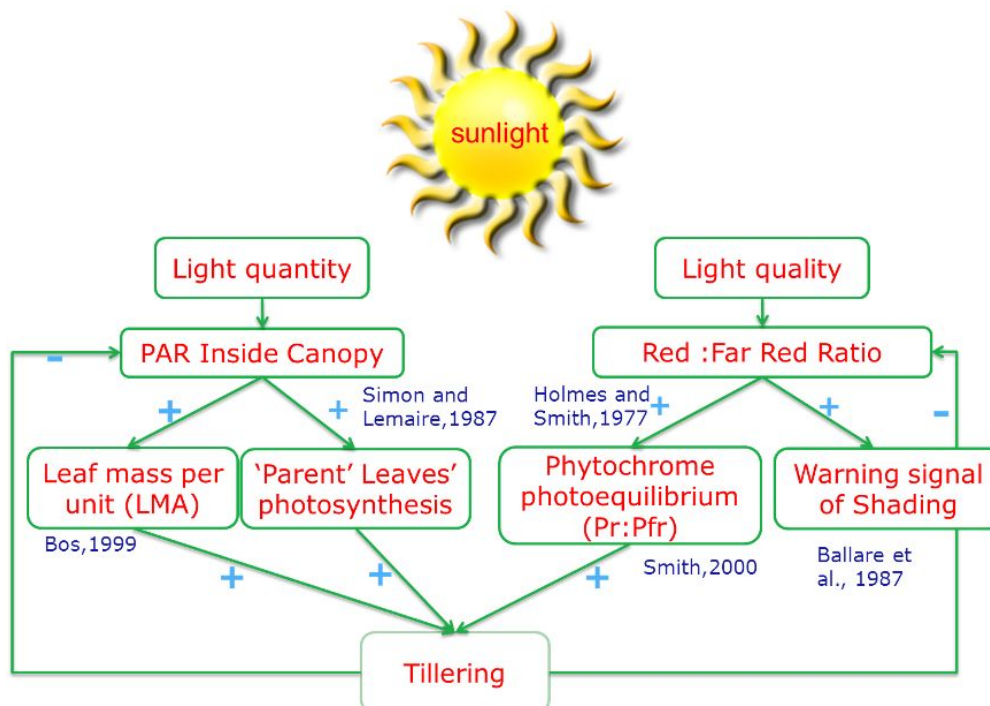 sunlight
Light quantity
Light quality
PAR Inside Canopy
Red :Far Red Ratio
-
+
+
Simon and
Lemaire,1987
Holmes and
Smith,1977
+
+
-
Leaf mass per
unit (LMA)
'Parent' Leaves'
photosynthesis
Phytochrome
photoequilibrium
(Pr:Pfr)
Warning signal
of Shading
Bos,1999
+
+
+
Smith,2000
Ballare et
al., 1987
Tillering